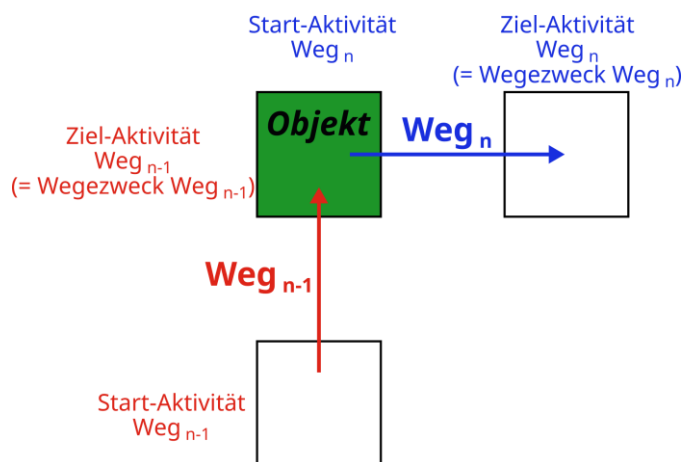 Start-Aktivität
Weg n
Ziel-Aktivität
Weg n
(= Wegezweck Weg n)
Objekt
Weg n
Ziel-Aktivität
Weg n-1
(= Wegezweck Weg n-1)
Weg n-1
Start-Aktivität
Weg n-1